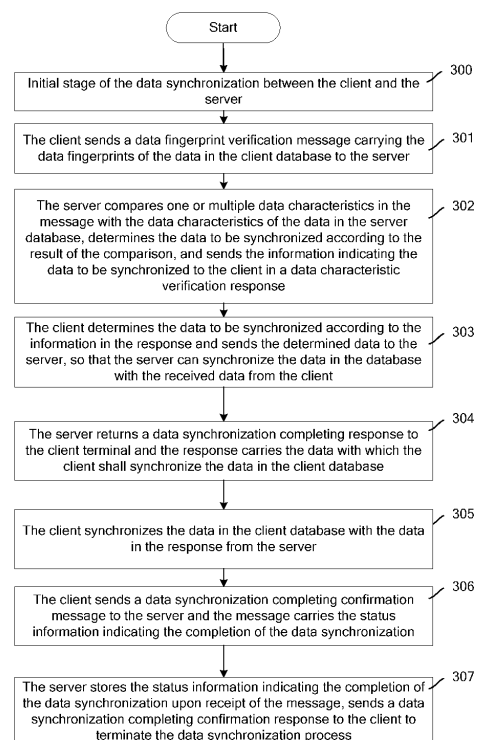 Start
300
Initial stage of the data synchronization between the client and the
server
301
The client sends a data fingerprint verification message carrying the
data fingerprints of the data in the client database to the server
302
The server compares one or multiple data characteristics in the
message with the data characteristics of the data in the server
database, determines the data to be synchronized according to the
result of the comparison, and sends the information indicating the
data to be synchronized to the client in a data characteristic
verification response
303
The client determines the data to be synchronized according to the
information in the response and sends the determined data to the
server, so that the server can synchronize the data in the database
with the received data from the client
304
The server returns a data synchronization completing response to
the client terminal and the response carries the data with which the
client shall synchronize the data in the client database
305
The client synchronizes the data in the client database with the data
in the response from the server
306
The client sends a data synchronization completing confirmation
message to the server and the message carries the status
information indicating the completion of the data synchronization
307
The server stores the status information indicating the completion of
the data synchronization upon receipt of the message, sends a data
synchronization completing confirmation response to the client to
terminate the data synchronization process